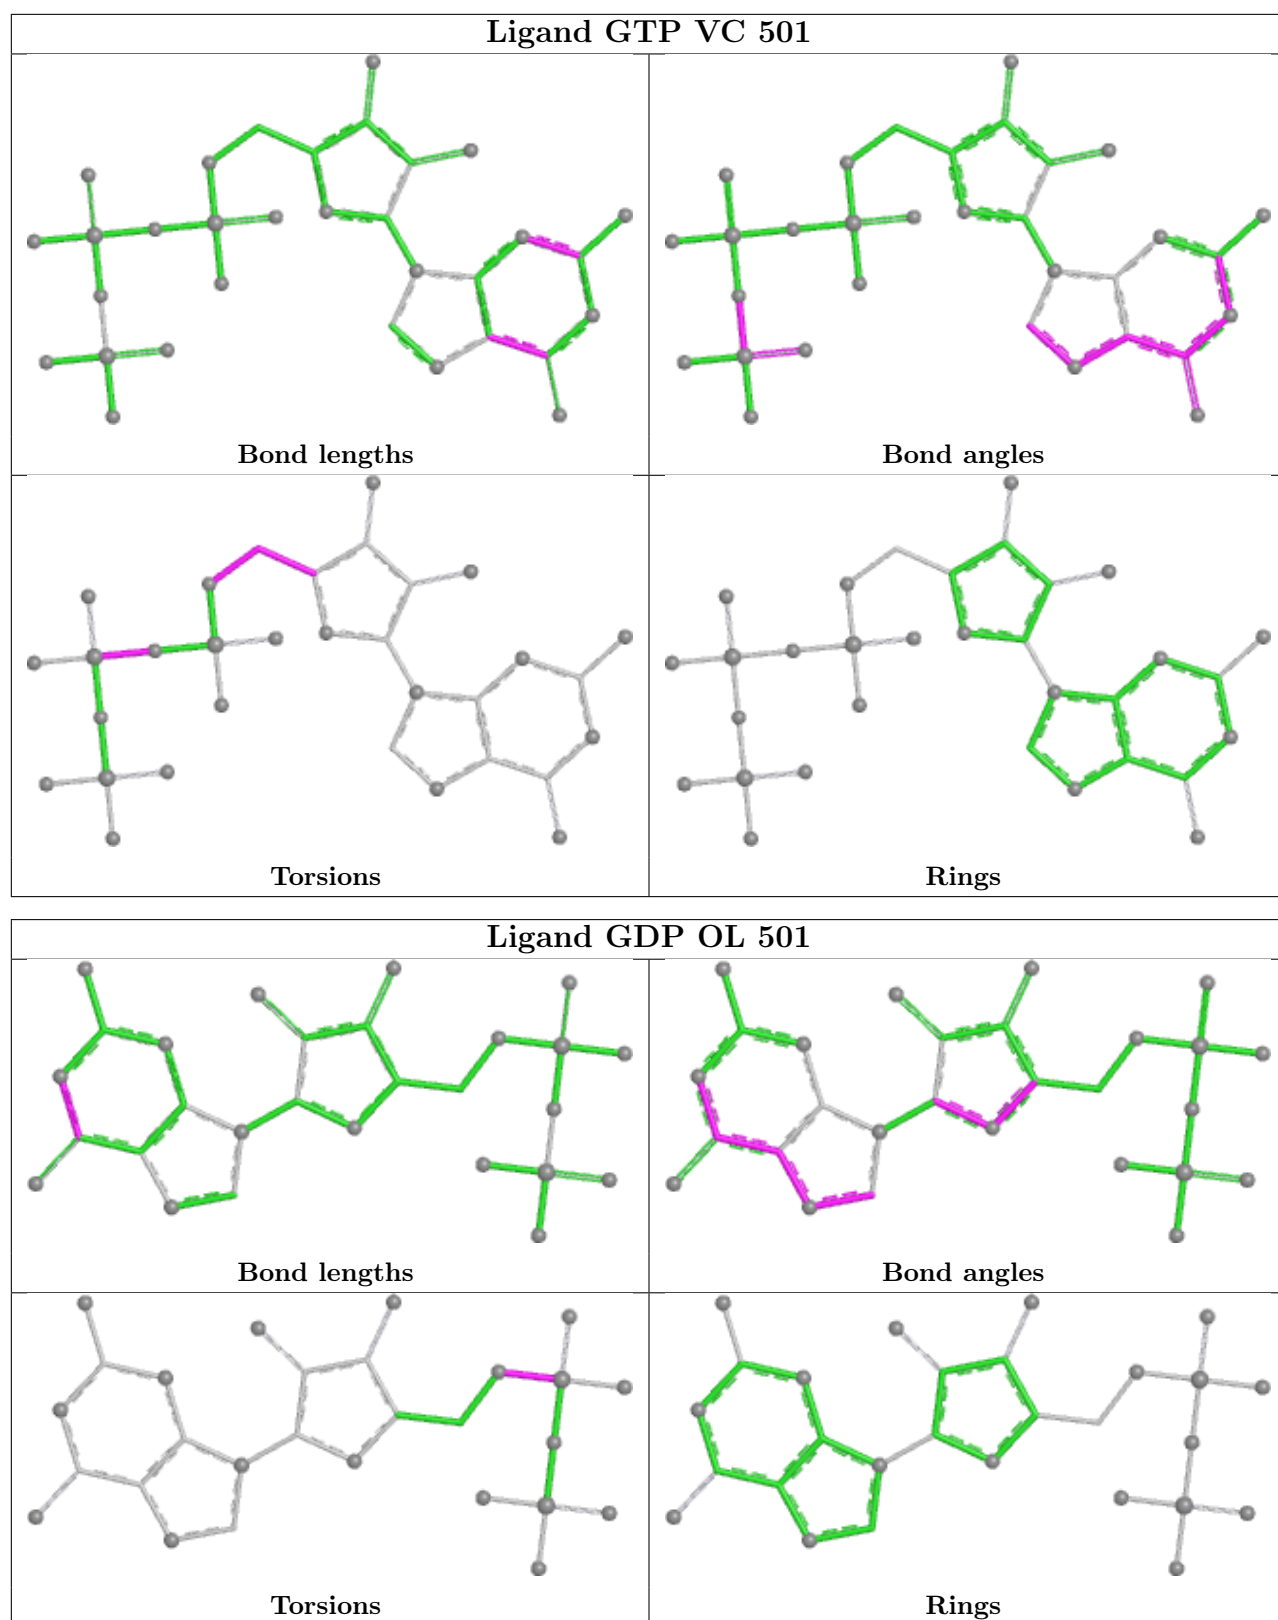 Ligand GTP VC 501
Bond lengths
Bond angles
Torsions
Rings
Ligand GDP OL 501
Bond lengths
Bond angles
Torsions
Rings